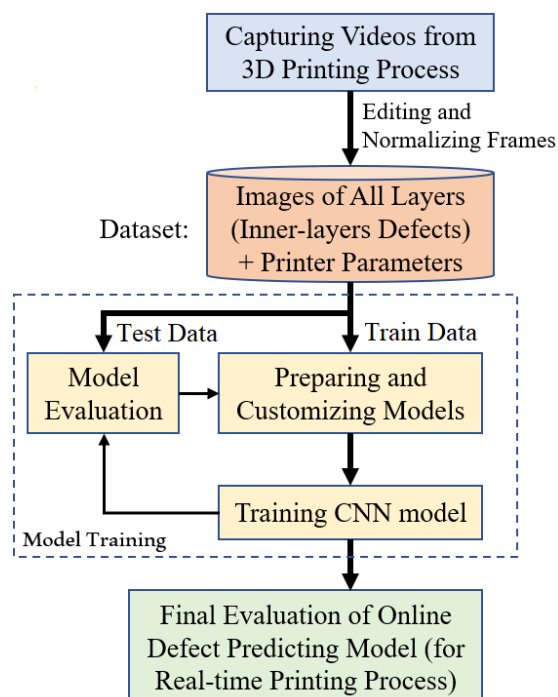 Capturing Videos from
3D Printing Process
Editing and
Normalizing Frames
Dataset:
Images of All Layers
(Inner-layers Defects)
+ Printer Parameters
Test Data
Train Data
Model
Evaluation
Preparing and
Customizing Models
Training CNN model
Model Training
Final Evaluation of Online
Defect Predicting Model (for
Real-time Printing Process)